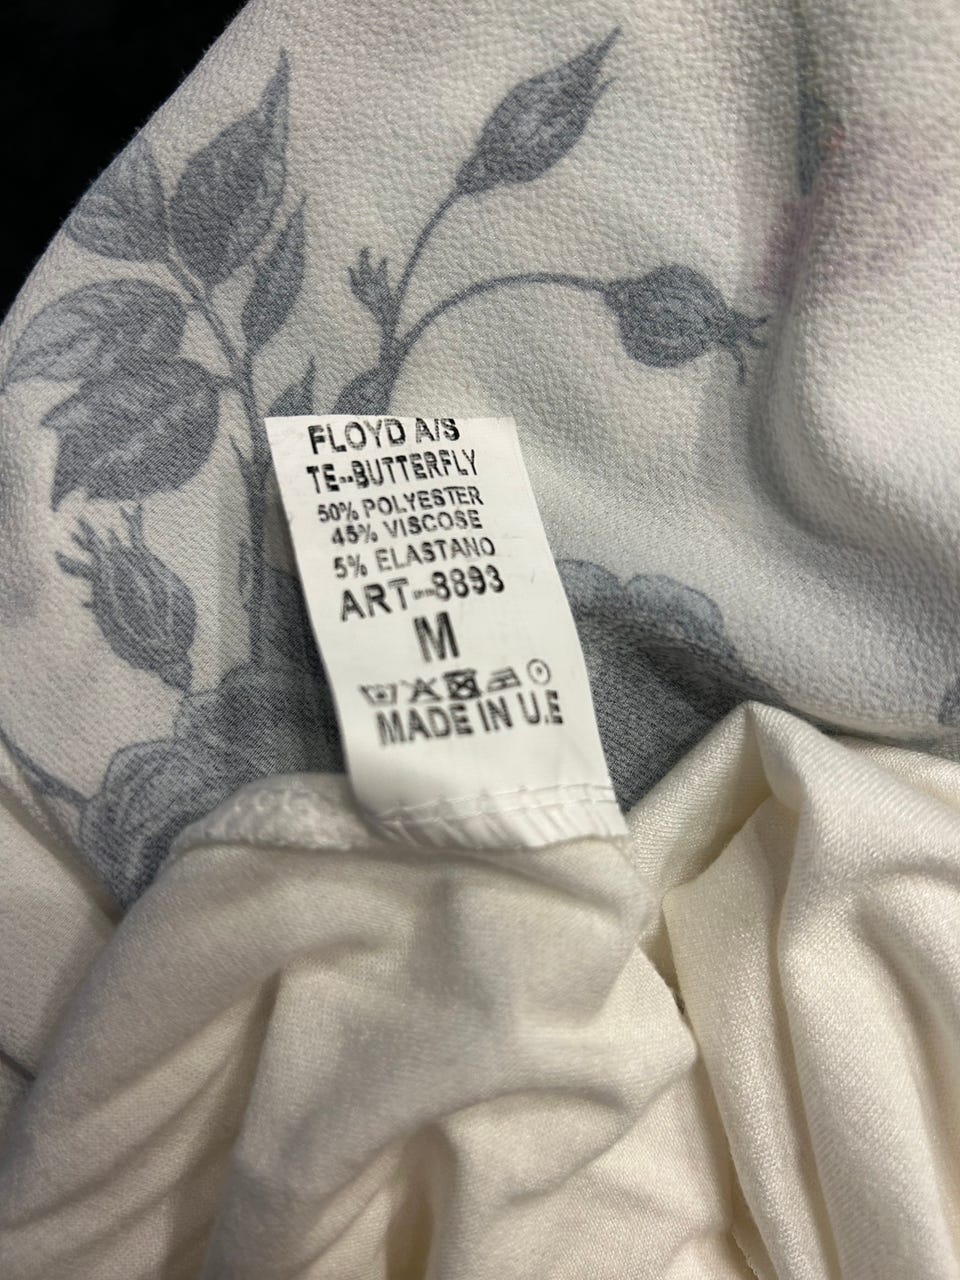 FLOYD A/S
TE--BUTTERFLY
50% POLYESTER
45% VISCOSE
5% ELASTANO
ART--8893
M
MADE IN U.E